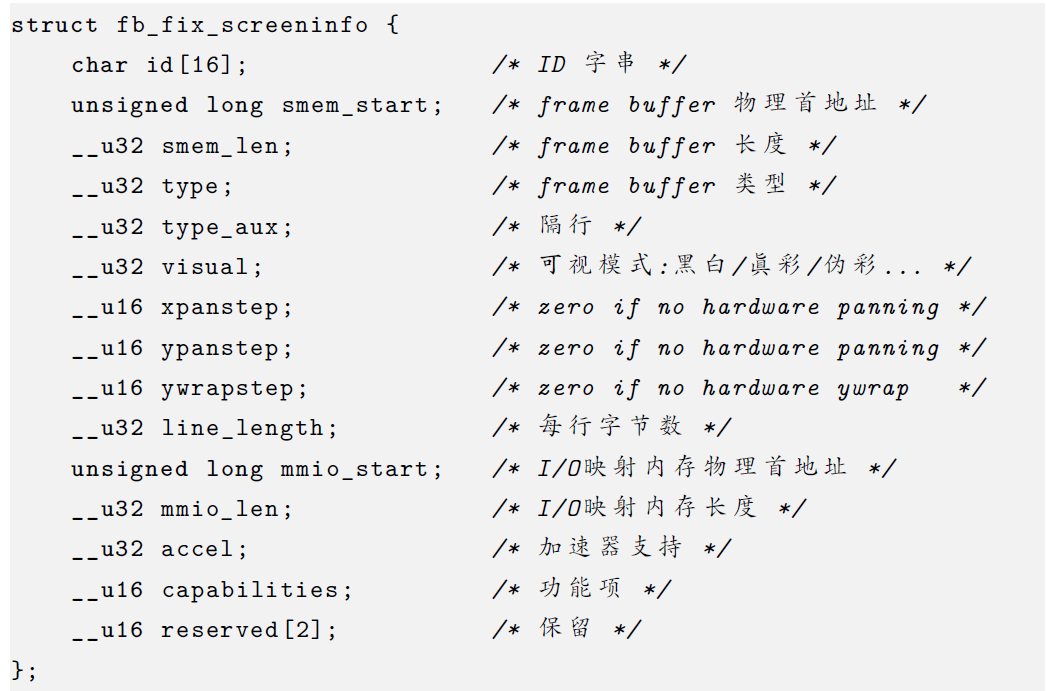 struct fb_fix_screeninfo {
    char id[16];                /* ID 字串 */
    unsigned long smem_start;   /* frame buffer 物理首地址 */
    __u32 smem_len;             /* frame buffer 长度 */
    __u32 type;                 /* frame buffer 类型 */
    __u32 type_aux;             /* 隔行 */
    __u32 visual;               /* 可视模式:黑白/真彩/伪彩... */
    __u16 xpanstep;             /* zero if no hardware panning */
    __u16 ypanstep;             /* zero if no hardware panning */
    __u16 ywrapstep;            /* zero if no hardware ywrap   */
    __u32 line_length;          /* 每行字节数 */
    unsigned long mmio_start;   /* I/O映射内存物理首地址 */
    __u32 mmio_len;             /* I/O映射内存长度 */
    __u32 accel;                /* 加速器支持 */
    __u16 capabilities;         /* 功能项 */
    __u16 reserved[2];          /* 保留 */
};